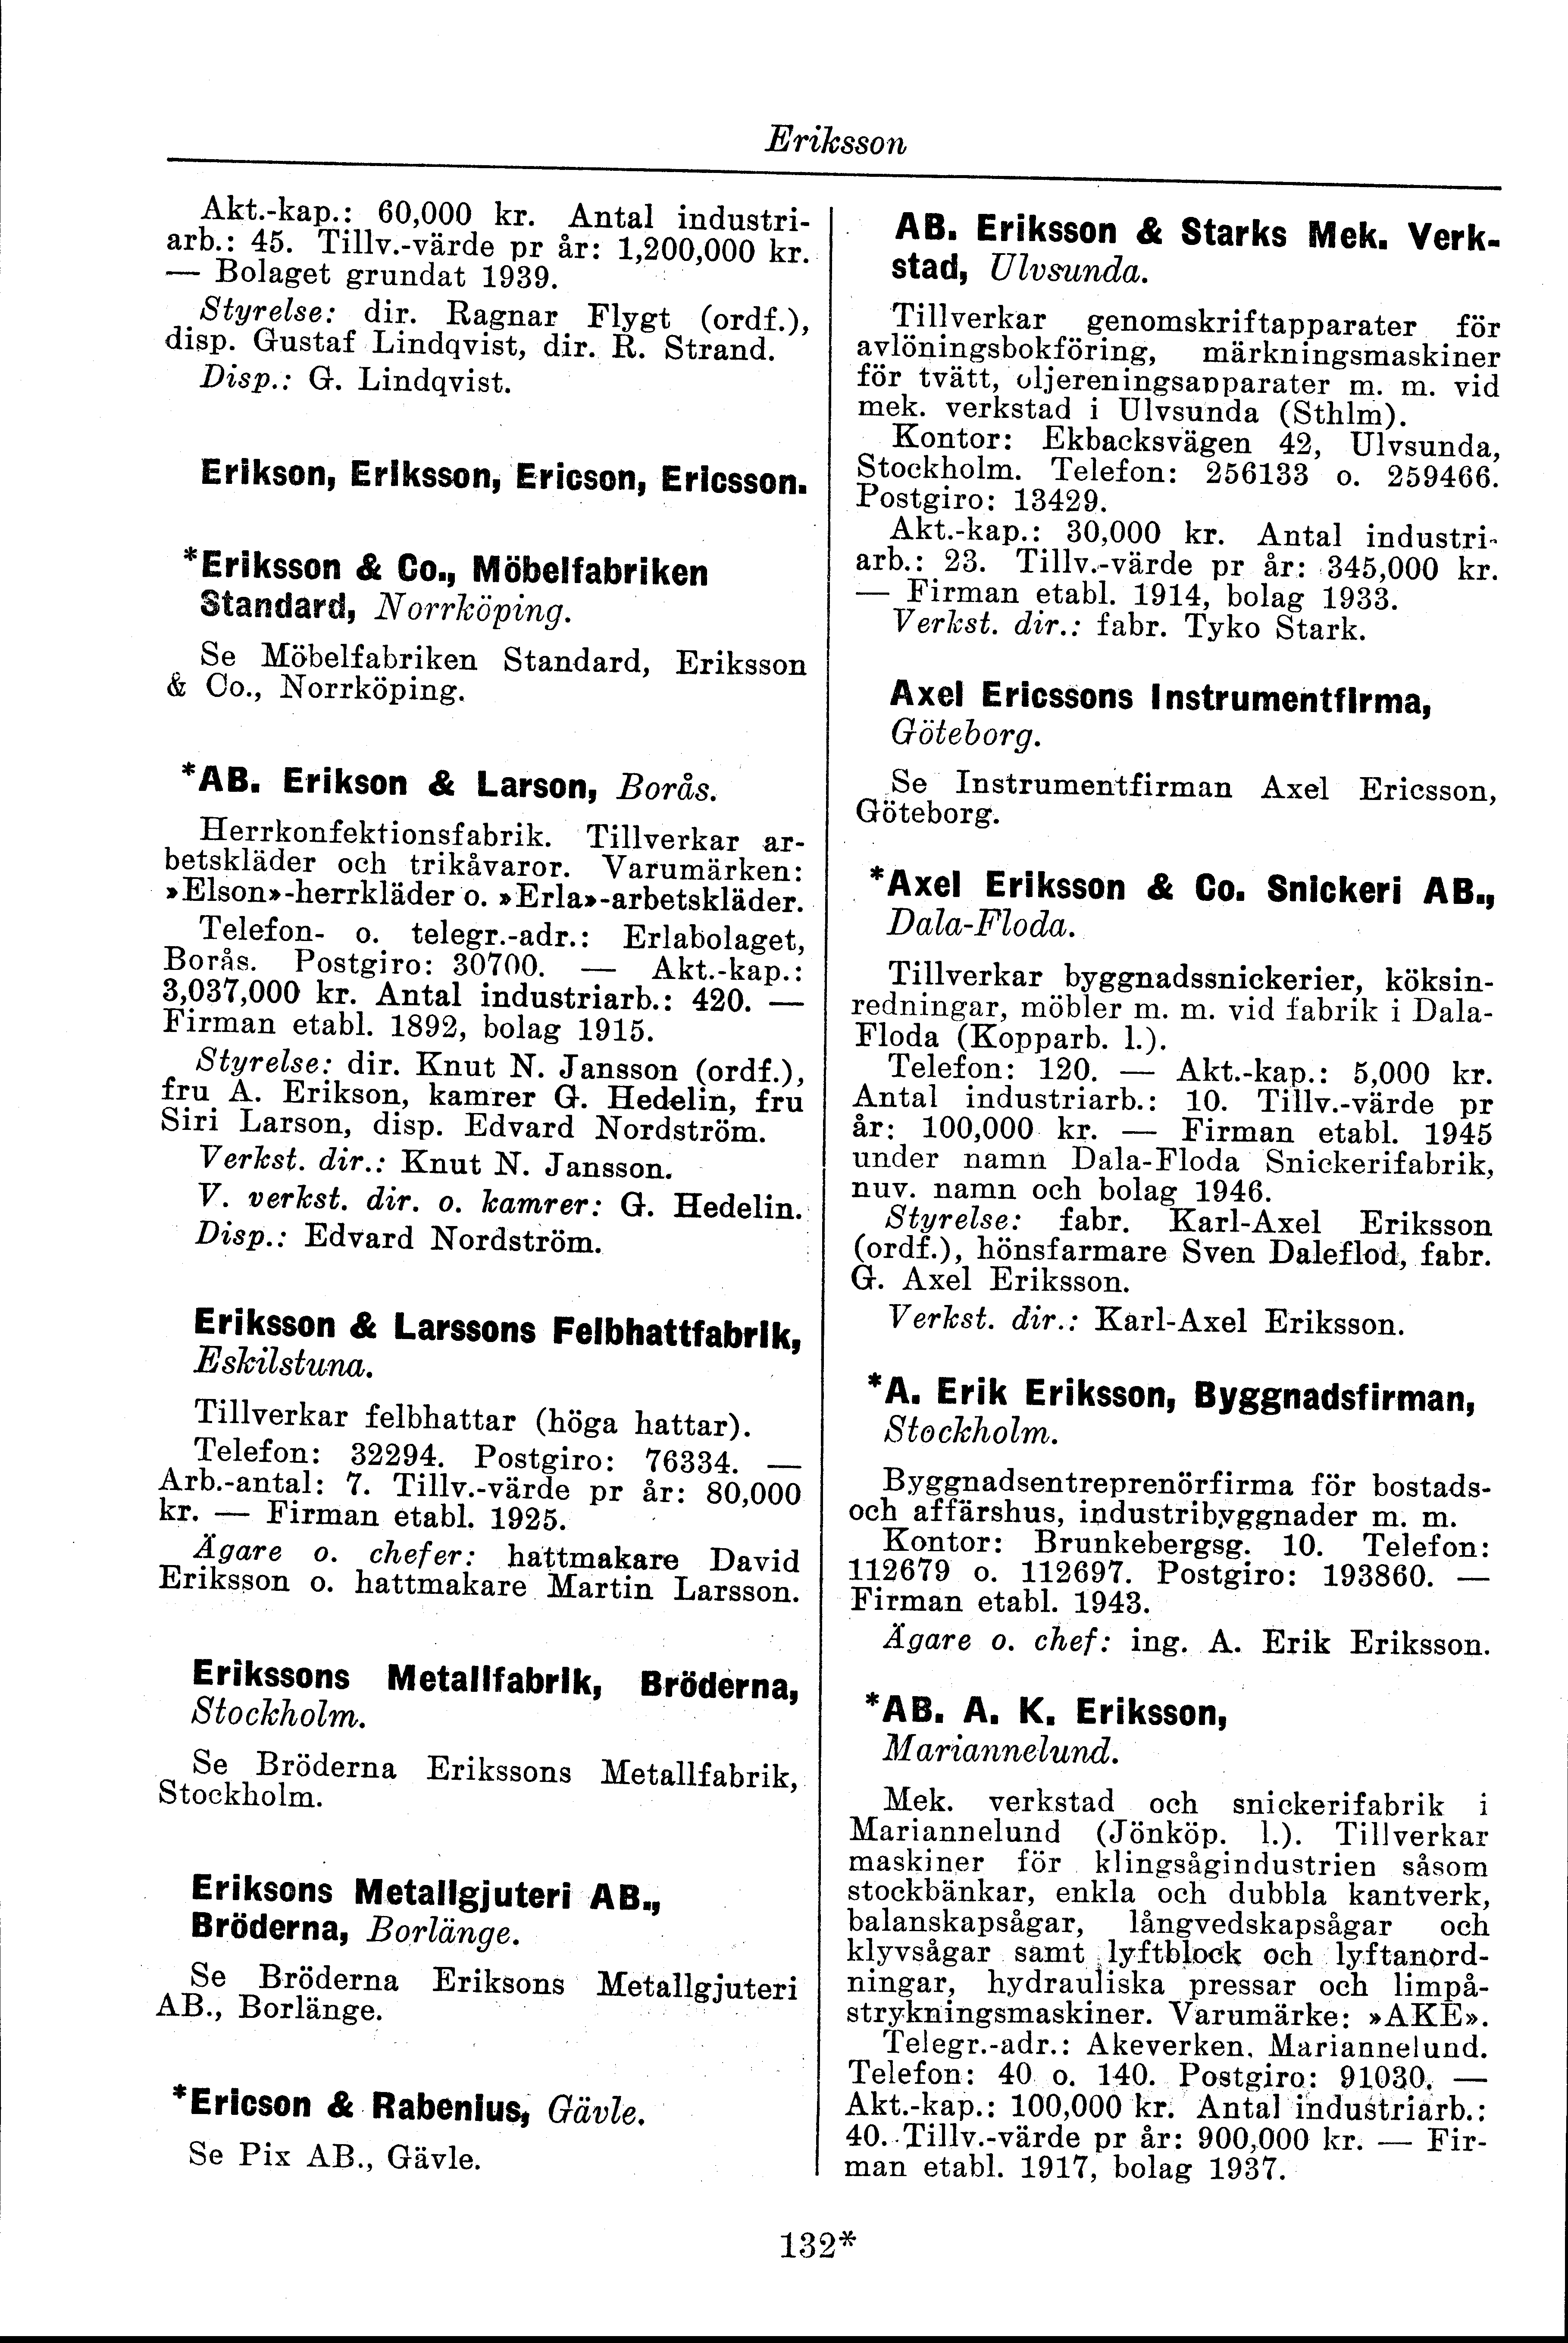 Eriksson
Akt.-kap.: 60,000 kr. Antal industri-
arb.: 45. Tillv.-värde pr år: 1,200,000 kr.
— Bolaget grundat 1939.
Styrelse: dir. Ragnar Flygt (ordf.),
disp. Gustaf Lindqvist, dir. R. Strand.
Disp.: G. Lindqvist.
Erikson, Eriksson, Ericson, Ericsson.
*Eriksson & Co., Möbelfabriken
Standard, Norrköping.
Se Möbelfabriken Standard, Eriksson
& Co., Norrköping.
*AB. Erikson & Larson, Borås.
Herrkonfektionsfabrik. Tillverkar ar-
betskläder och trikåvaror. Varumärken:
»Elson»-herrkläder o. »Erla»-arbetskläder.
Telefon- o. telegr.-adr.: Erlabolaget,
Borås. Postgiro: 30700. — Akt.-kap.:
3,037,000 kr. Antal industriarb.: 420. —
Firman etabl. 1892, bolag 1915.
Styrelse: dir. Knut N. Jansson (ordf.),
fru A. Erikson, kamrer G. Hedelin, fru
Siri Larson, disp. Edvard Nordström.
Verkst. dir.: Knut N. Jansson.
V. verkst. dir. o. kamrer: G. Hedelin.
Disp.: Edvard Nordström.
Eriksson & Larssons Felbhattfabrik,
Eskilstuna.
Tillverkar felbhattar (höga hattar).
Telefon: 32294. Postgiro: 76334. —
Arb.-antal: 7. Tillv.-värde pr år: 80,000
kr. — Firman etabl. 1925.
Ägare o. chefer: hattmakare David
Eriksson o. hattmakare Martin Larsson.
Erikssons Metallfabrik, Bröderna,
Stockholm.
Se Bröderna Erikssons Metallfabrik,
Stockholm.
Eriksons Metallgjuteri AB.,
Bröderna, Borlänge.
Se Bröderna Eriksons Metallgjuteri
AB., Borlänge.
*Ericson & Rabenius, Gävle.
Se Pix AB., Gävle.
AB. Eriksson & Starks Mek. Verk-
stad, Ulvsunda.
Tillverkar genomskriftapparater för
avlöningsbokföring, märkningsmaskiner
för tvätt, oljereningsapparater m. m. vid
mek. verkstad i Ulvsunda (Sthlm).
Kontor: Ekbacksvägen 42, Ulvsunda,
Stockholm. Telefon: 256133 o. 259466.
Postgiro: 13429.
Akt.-kap.: 30,000 kr. Antal industri-
arb.: 23. Tillv.-värde pr år: 345,000 kr.
— Firman etabl. 1914, bolag 1933.
Verkst. dir.: fabr. Tyko Stark.
Axel Ericssons Instrumentfirma,
Göteborg.
Se Instrumentfirman Axel Ericsson,
Göteborg.
*Axel Eriksson & Co. Snickeri AB.,
Dala-Floda.
Tillverkar byggnadssnickerier, köksin-
redningar, möbler m. m. vid fabrik i Dala-
Floda (Kopparb. l.).
Telefon: 120. — Akt.-kap.: 5,000 kr.
Antal industriarb.: 10. Tillv.-värde pr
år: 100,000 kr. — Firman etabl. 1945
under namn Dala-Floda Snickerifabrik,
nuv. namn och bolag 1946.
Styrelse: fabr. Karl-Axel Eriksson
(ordf.), hönsfarmare Sven Daleflod, fabr.
G. Axel Eriksson.
Verkst. dir.: Karl-Axel Eriksson.
*A. Erik Eriksson, Byggnadsfirman,
Stockholm.
Byggnadsentreprenörfirma för bostads-
och affärshus, industribyggnader m. m.
Kontor: Brunkebergsg. 10. Telefon:
112679 o. 112697. Postgiro: 193860. —
Firman etabl. 1943.
Ägare o. chef: ing. A. Erik Eriksson.
*AB. A. K. Eriksson,
Mariannelund.
Mek. verkstad och snickerifabrik i
Mariannelund (Jönköp. l.). Tillverkar
maskiner för klingsågindustrien såsom
stockbänkar, enkla och dubbla kantverk,
balanskapsågar, långvedskapsågar och
klyvsågar samt lyftblock och lyftanord-
ningar, hydrauliska pressar och limpå-
strykningsmaskiner. Varumärke: »AKE».
Telegr.-adr.: Akeverken, Mariannelund.
Telefon: 40 o. 140. Postgiro: 91030. —
Akt.-kap.: 100,000 kr. Antal industriarb.:
40. Tillv.-värde pr år: 900,000 kr. — Fir-
man etabl. 1917, bolag 1937.
132*